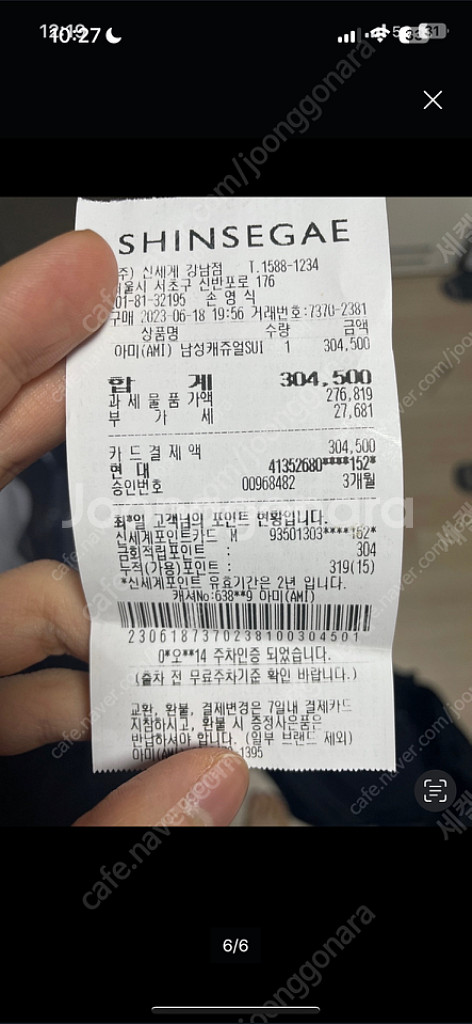 10:27
SHINSEGAE
주) 신세계 강남점 T.1588-1234
서울시 서초구 신반포로 176
201-81-32195 손영식
구매 2023-06-18 19:56 거래번호:7370-2381
상품명 수량 금액
아미(AMI) 남성캐쥬얼SUI 1 304,500
합 계 304,500
과세물품가액 276,819
부 가 세 27,681
카드결제액 304,500
현 대 41352680****152*
승인번호 00968482 3개월
최*일 고객님의 포인트 현황입니다.
신세계포인트카드 M 93501303****162*
금회적립포인트 : 304
누적(가용)포인트 : 319(15)
*신세계포인트 유효기간은 2년 입니다.
캐셔No:638**9 아미(AMI)
2306187370238100304501
0*오**14 주차인증 되었습니다.
(출차 전 무료주차기준 확인 바랍니다.)
교환, 환불, 결제변경은 7일내 결제카드
지참하시고, 환불 시 증정사은품은
반납하셔야 합니다. (일부 브랜드 제외)
아미(AM 1395
Joonggonara
cafe.naver.com/joonggonara
6/6